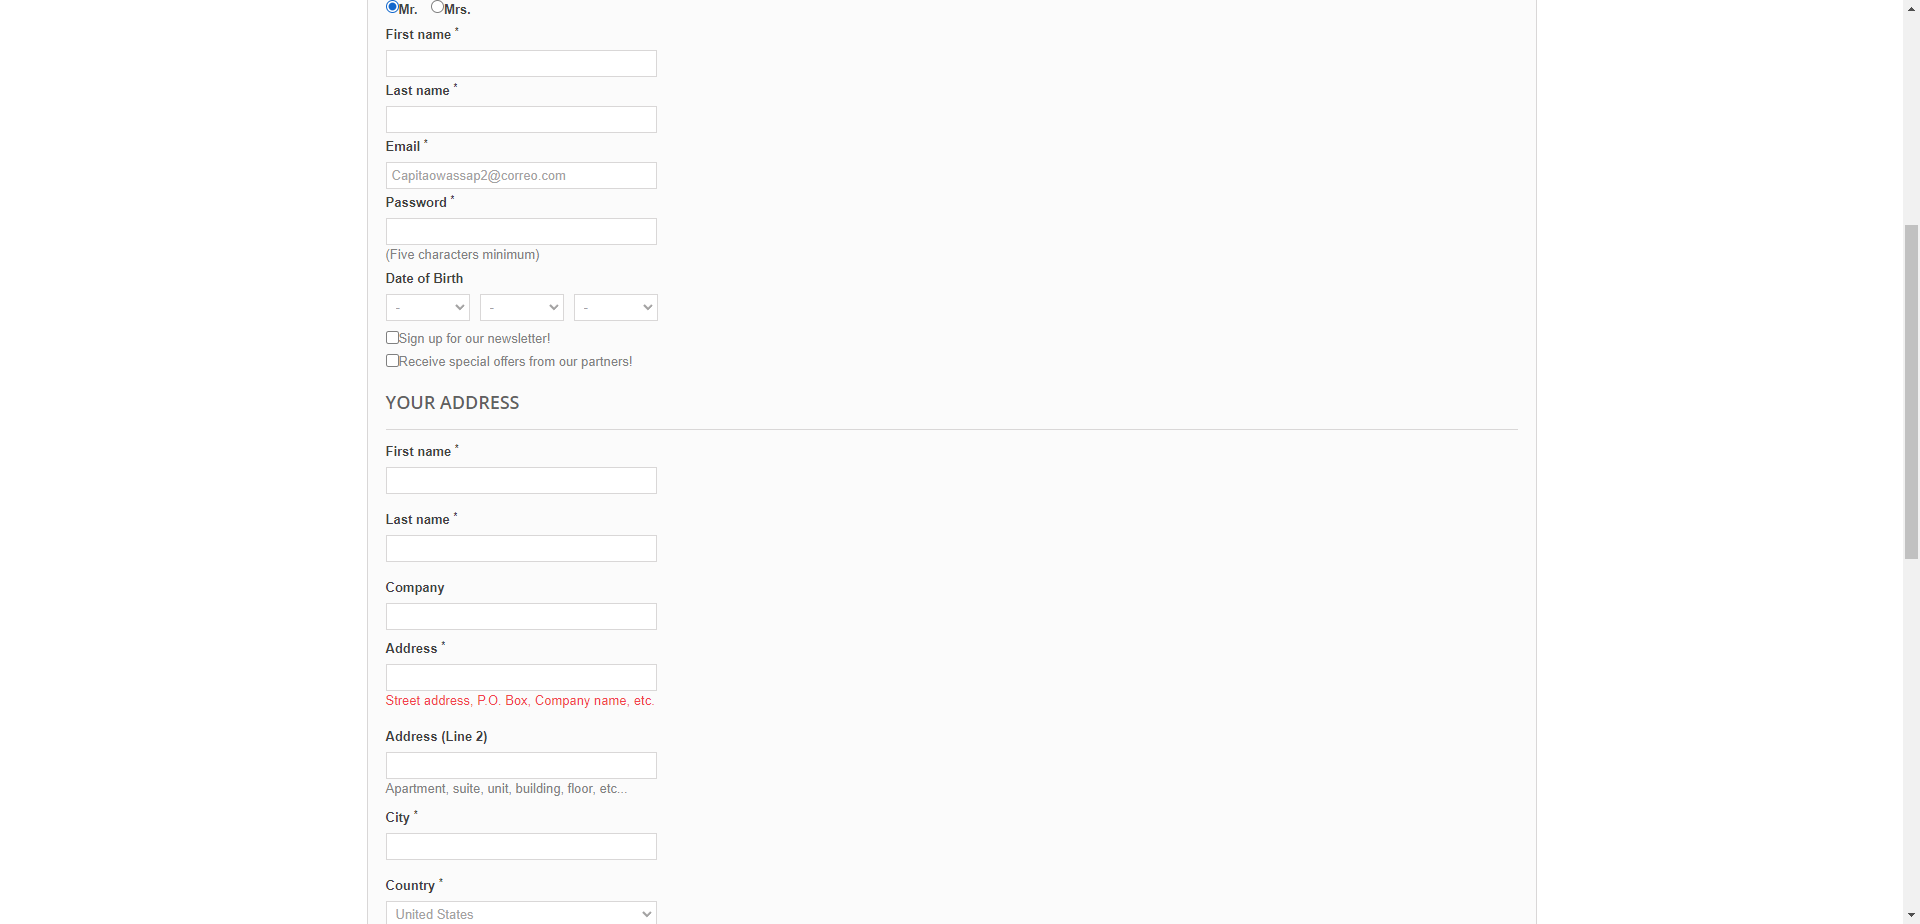 Mr. Mrs.
First name *
Last name *
Email *
Capitaowassap2@correo.com
Password *
(Five characters minimum)
Date of Birth
- - -
Sign up for our newsletter!
Receive special offers from our partners!
YOUR ADDRESS
First name *
Last name *
Company
Address *
Street address, P.O. Box, Company name, etc.
Address (Line 2)
Apartment, suite, unit, building, floor, etc...
City *
Country *
United States